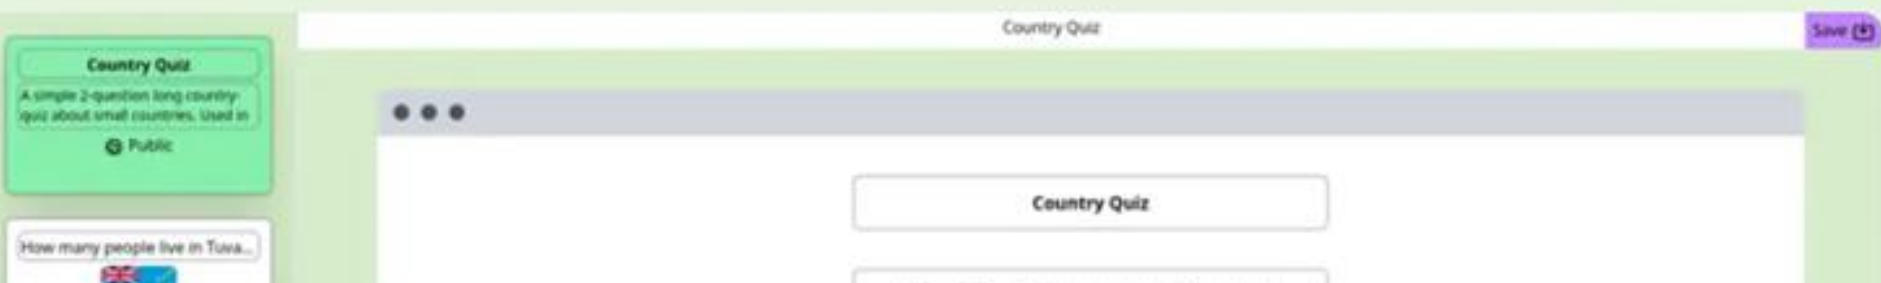 Country Quiz
Save
Country Quiz
A simple 2-question long country-
quiz about small countries. Used in
Public
Country Quiz
How many people live in Tuva...